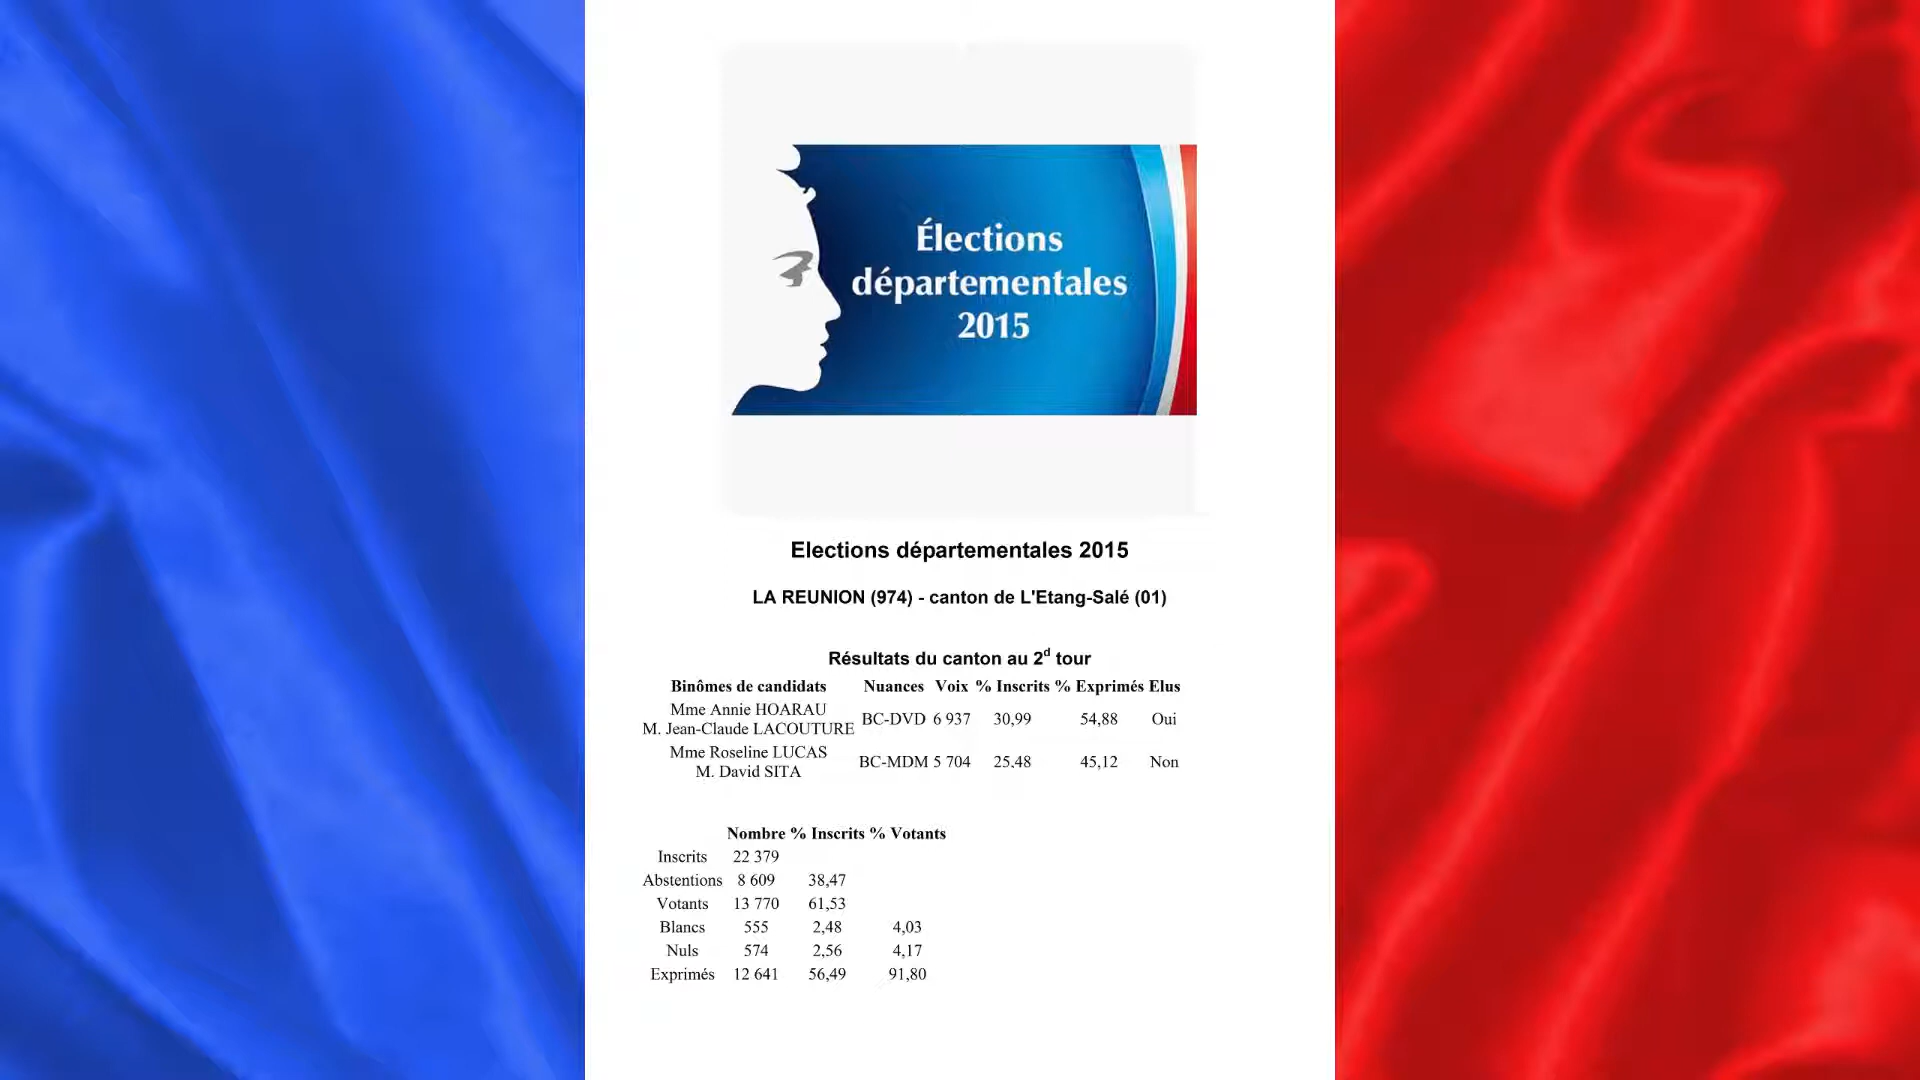 Élections
départementales
2015
Elections départementales 2015
LA REUNION (974) - canton de L'Etang-Salé (01)
Résultats du canton au 2d tour
Binômes de candidats Nuances Voix % Inscrits % Exprimés Elus
Mme Annie HOARAU
M. Jean-Claude LACOUTURE BC-DVD 6 937 30,99 54,88 Oui
Mme Roseline LUCAS
M. David SITA BC-MDM 5 704 25,48 45,12 Non
Nombre % Inscrits % Votants
Inscrits 22 379
Abstentions 8 609 38,47
Votants 13 770 61,53
Blancs 555 2,48 4,03
Nuls 574 2,56 4,17
Exprimés 12 641 56,49 91,80